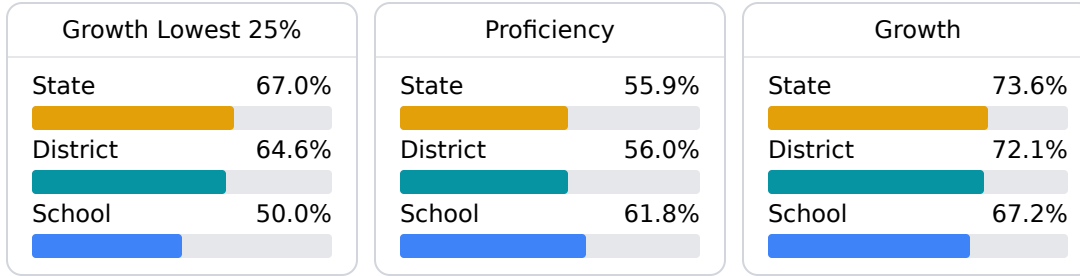 Growth Lowest 25%
State 67.0%
District 64.6%
School 50.0%
Proficiency
State 55.9%
District 56.0%
School 61.8%
Growth
State 73.6%
District 72.1%
School 67.2%